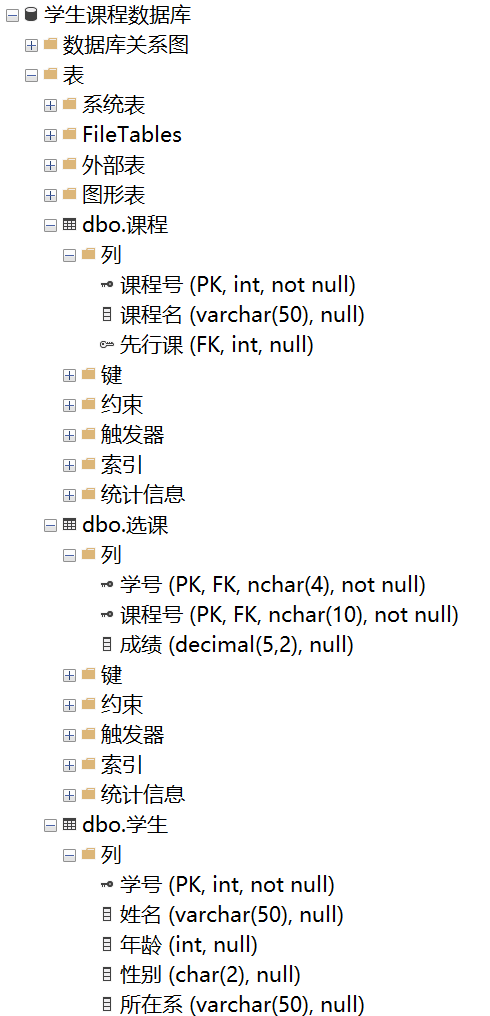 学生课程数据库
数据库关系图
表
系统表
FileTables
外部表
图形表
dbo.课程
列
课程号 (PK, int, not null)
课程名 (varchar(50), null)
先行课 (FK, int, null)
键
约束
触发器
索引
统计信息
dbo.选课
列
学号 (PK, FK, nchar(4), not null)
课程号 (PK, FK, nchar(10), not null)
成绩 (decimal(5,2), null)
键
约束
触发器
索引
统计信息
dbo.学生
列
学号 (PK, int, not null)
姓名 (varchar(50), null)
年龄 (int, null)
性别 (char(2), null)
所在系 (varchar(50), null)